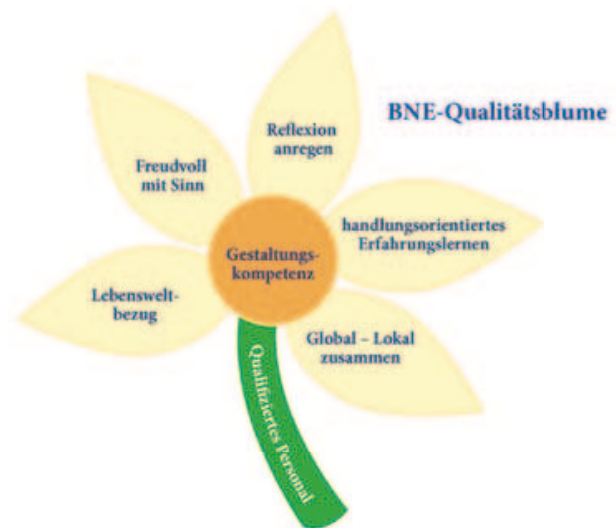 BNE-Qualitätsblume
Reflexion
anregen
Freudvoll
mit Sinn
handlungsorientiertes
Erfahrungslernen
Gestaltungs-
kompetenz
Lebenswelt-
bezug
Global – Lokal
zusammen
Qualifiziertes Personal